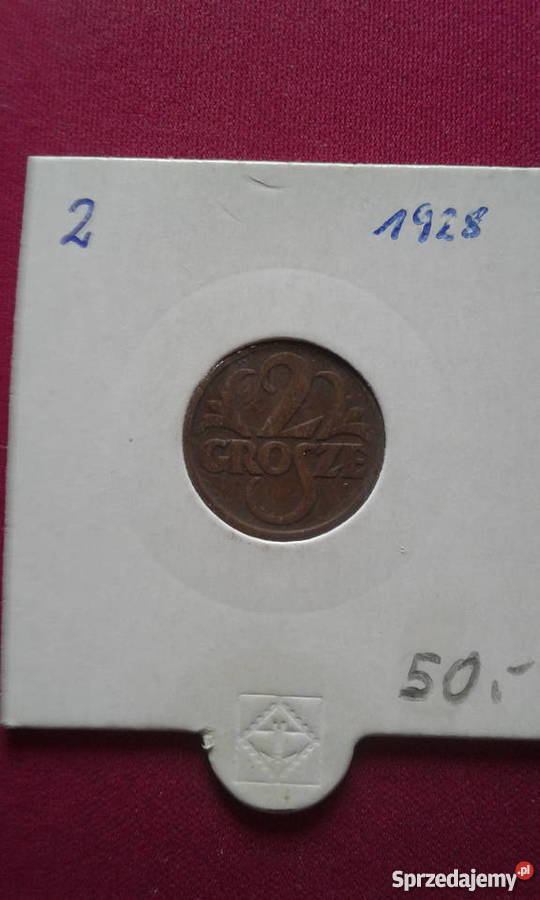 2 1928
2
GROSZE
50,-
Sprzedajemy.pl